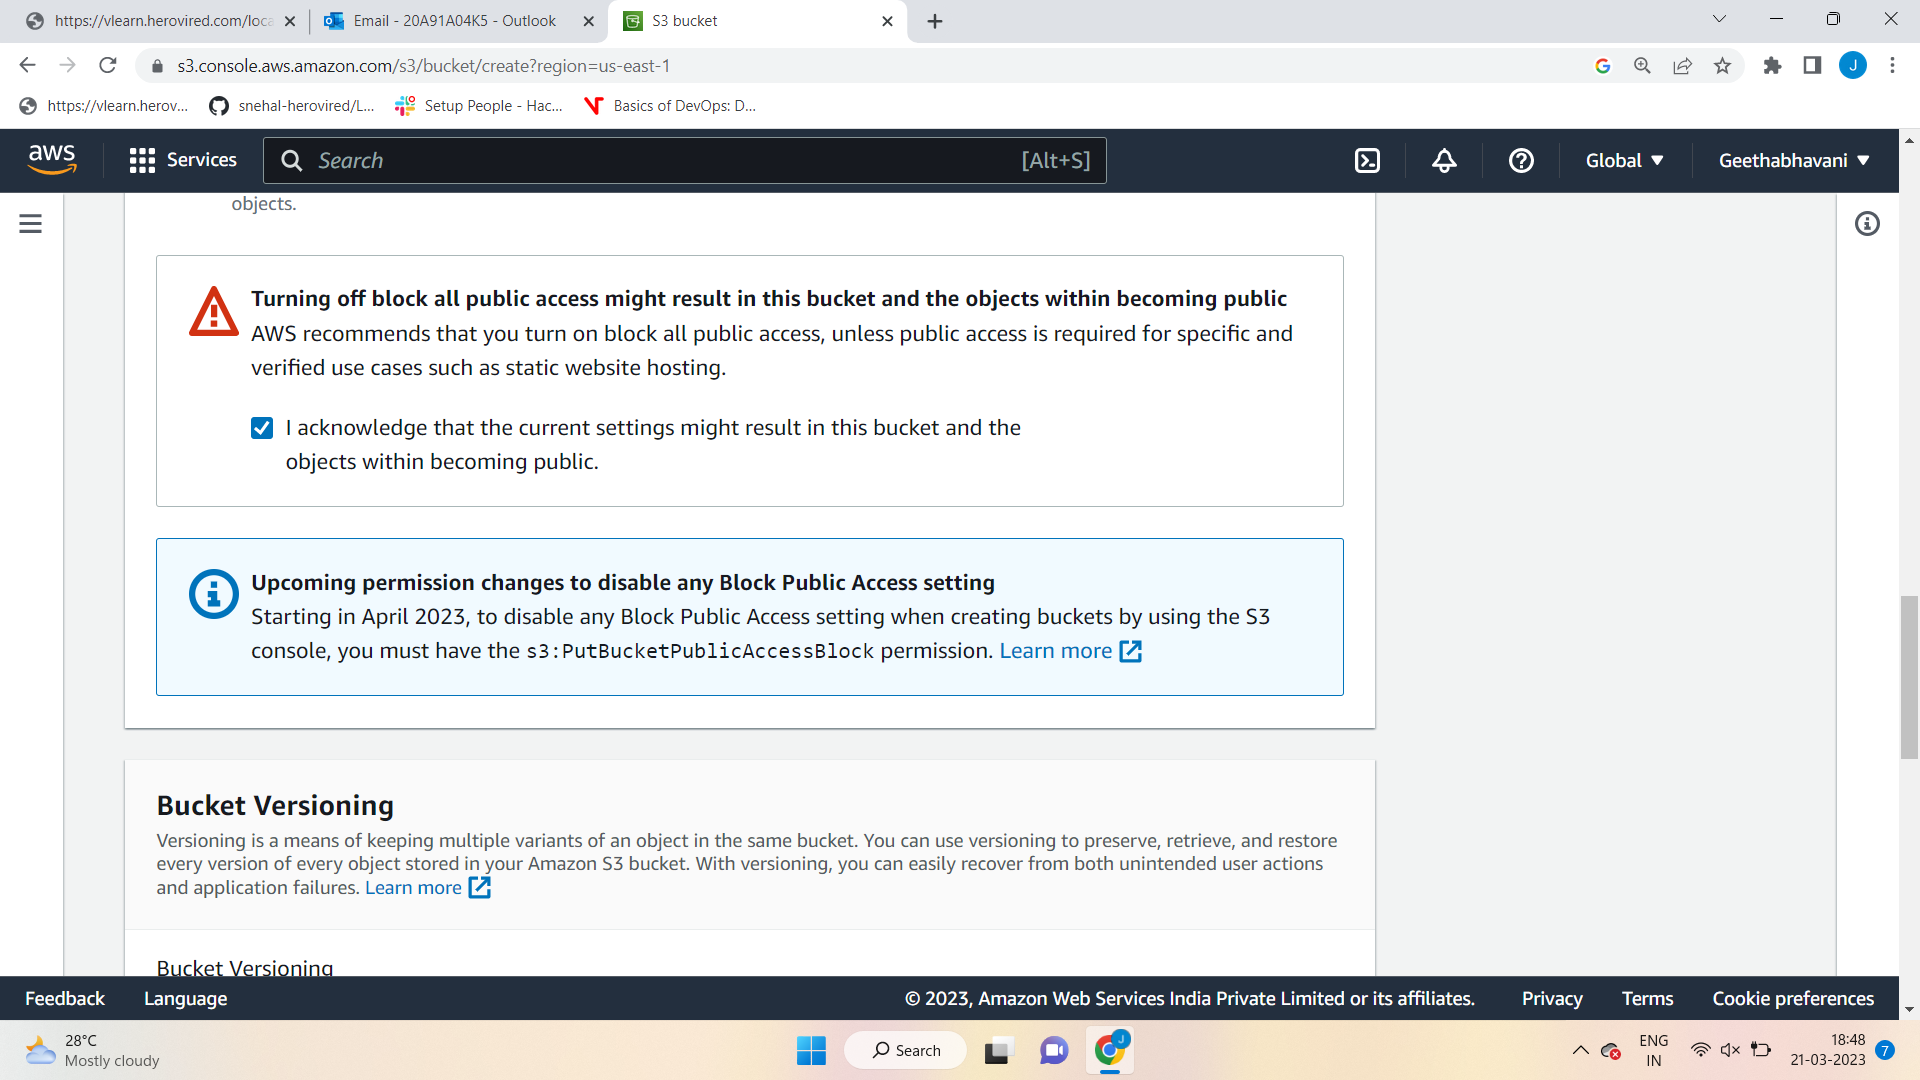 https://vlearn.herovired.com/loca
Email - 20A91A04K5 - Outlook
S3 bucket
s3.console.aws.amazon.com/s3/bucket/create?region=us-east-1
G
J
https://vlearn.herov...
snehal-herovired/L...
Setup People - Hac...
Basics of DevOps: D...
aws
Services
Search
[Alt+S]
Global
Geethabhavani
objects.
Turning off block all public access might result in this bucket and the objects within becoming public
AWS recommends that you turn on block all public access, unless public access is required for specific and
verified use cases such as static website hosting.
I acknowledge that the current settings might result in this bucket and the
objects within becoming public.
Upcoming permission changes to disable any Block Public Access setting
Starting in April 2023, to disable any Block Public Access setting when creating buckets by using the S3
console, you must have the s3:PutBucketPublicAccessBlock permission. Learn more
Bucket Versioning
Versioning is a means of keeping multiple variants of an object in the same bucket. You can use versioning to preserve, retrieve, and restore
every version of every object stored in your Amazon S3 bucket. With versioning, you can easily recover from both unintended user actions
and application failures. Learn more
Bucket Versioning
Feedback
Language
© 2023, Amazon Web Services India Private Limited or its affiliates.
Privacy
Terms
Cookie preferences
28°C
Mostly cloudy
Search
J
ENG
IN
18:48
21-03-2023
7